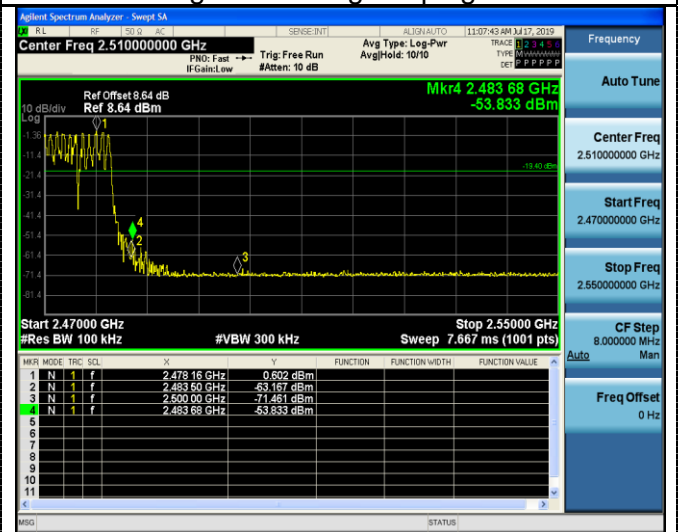 Agilent Spectrum Analyzer - Swept SA
RL RF 50 Ω AC SENSE:INT ALIGN AUTO 11:07:43 AM Jul 17, 2019
Center Freq 2.510000000 GHz
PNO: Fast
IFGain:Low
Trig: Free Run
#Atten: 10 dB
Avg Type: Log-Pwr
Avg|Hold: 10/10
TRACE 1 2 3 4 5 6
TYPE M
DET P P P P P P
Mkr4 2.483 68 GHz
-53.833 dBm
Ref Offset 8.64 dB
10 dB/div Ref 8.64 dBm
Log
-1.36
-11.4
-21.4
-31.4
-41.4
-51.4
-61.4
-71.4
-81.4
1
-19.40 dBm
4
2
3
Start 2.47000 GHz Stop 2.55000 GHz
#Res BW 100 kHz #VBW 300 kHz Sweep 7.667 ms (1001 pts)
MKR MODE TRC SCL X Y FUNCTION FUNCTION WIDTH FUNCTION VALUE
1 N 1 f 2.478 16 GHz 0.602 dBm
2 N 1 f 2.483 50 GHz -63.167 dBm
3 N 1 f 2.500 00 GHz -71.461 dBm
4 N 1 f 2.483 68 GHz -53.833 dBm
5
6
7
8
9
10
11
MSG STATUS
Frequency
Auto Tune
Center Freq
2.510000000 GHz
Start Freq
2.470000000 GHz
Stop Freq
2.550000000 GHz
CF Step
8.000000 MHz
Auto Man
Freq Offset
0 Hz